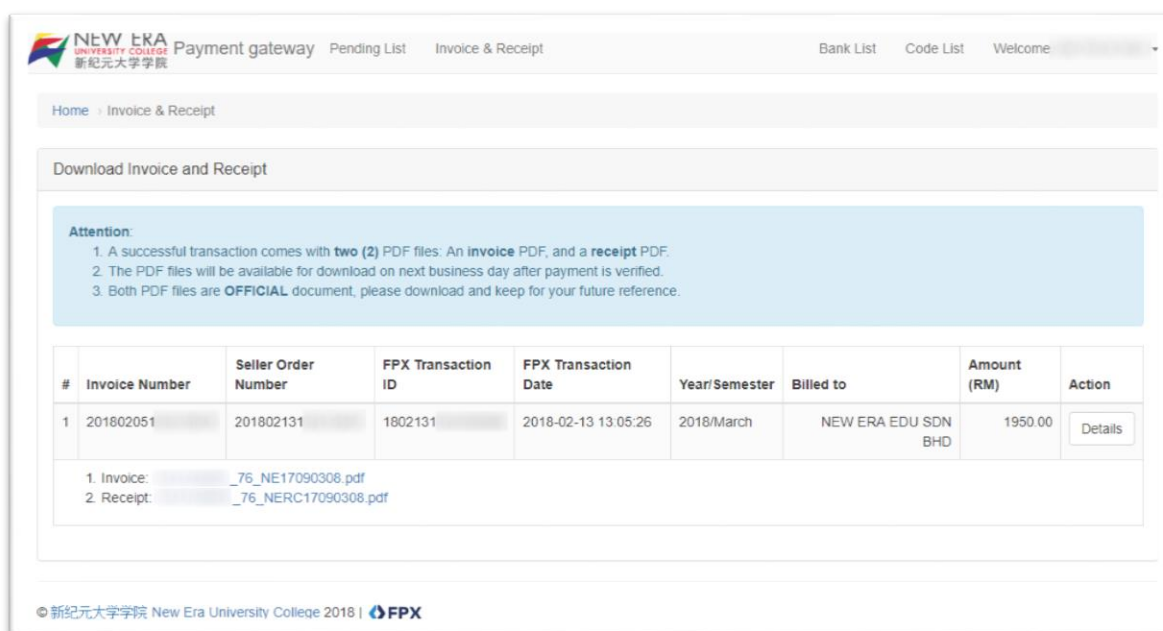 NEW ERA
UNIVERSITY COLLEGE
新纪元大学学院
Payment gateway Pending List Invoice & Receipt Bank List Code List Welcome
Home › Invoice & Receipt
Download Invoice and Receipt
Attention:
1. A successful transaction comes with two (2) PDF files: An invoice PDF, and a receipt PDF.
2. The PDF files will be available for download on next business day after payment is verified.
3. Both PDF files are OFFICIAL document, please download and keep for your future reference.
# Invoice Number Seller Order Number FPX Transaction ID FPX Transaction Date Year/Semester Billed to Amount (RM) Action
1 201802051 201802131 1802131 2018-02-13 13:05:26 2018/March NEW ERA EDU SDN BHD 1950.00 Details
1. Invoice: _76_NE17090308.pdf
2. Receipt: _76_NERC17090308.pdf
© 新纪元大学学院 New Era University College 2018 | FPX